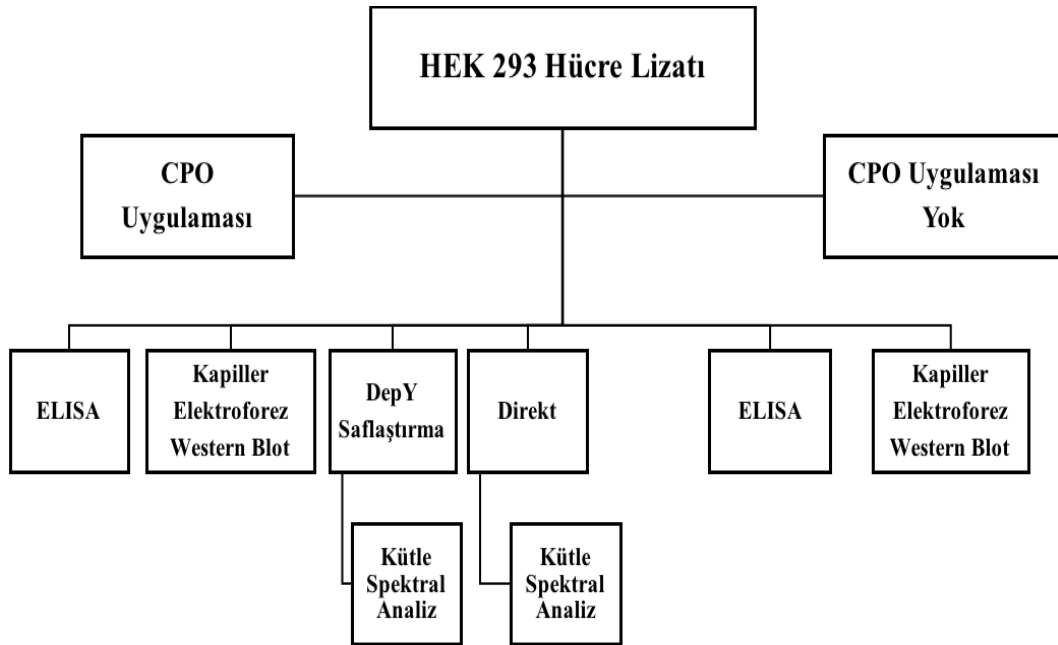 HEK 293 Hücre Lizatı
CPO
Uygulaması
CPO Uygulaması
Yok
ELISA
Kapiller
Elektroforez
Western Blot
DepY
Saflaştırma
Direkt
ELISA
Kapiller
Elektroforez
Western Blot
Kütle
Spektral
Analiz
Kütle
Spektral
Analiz